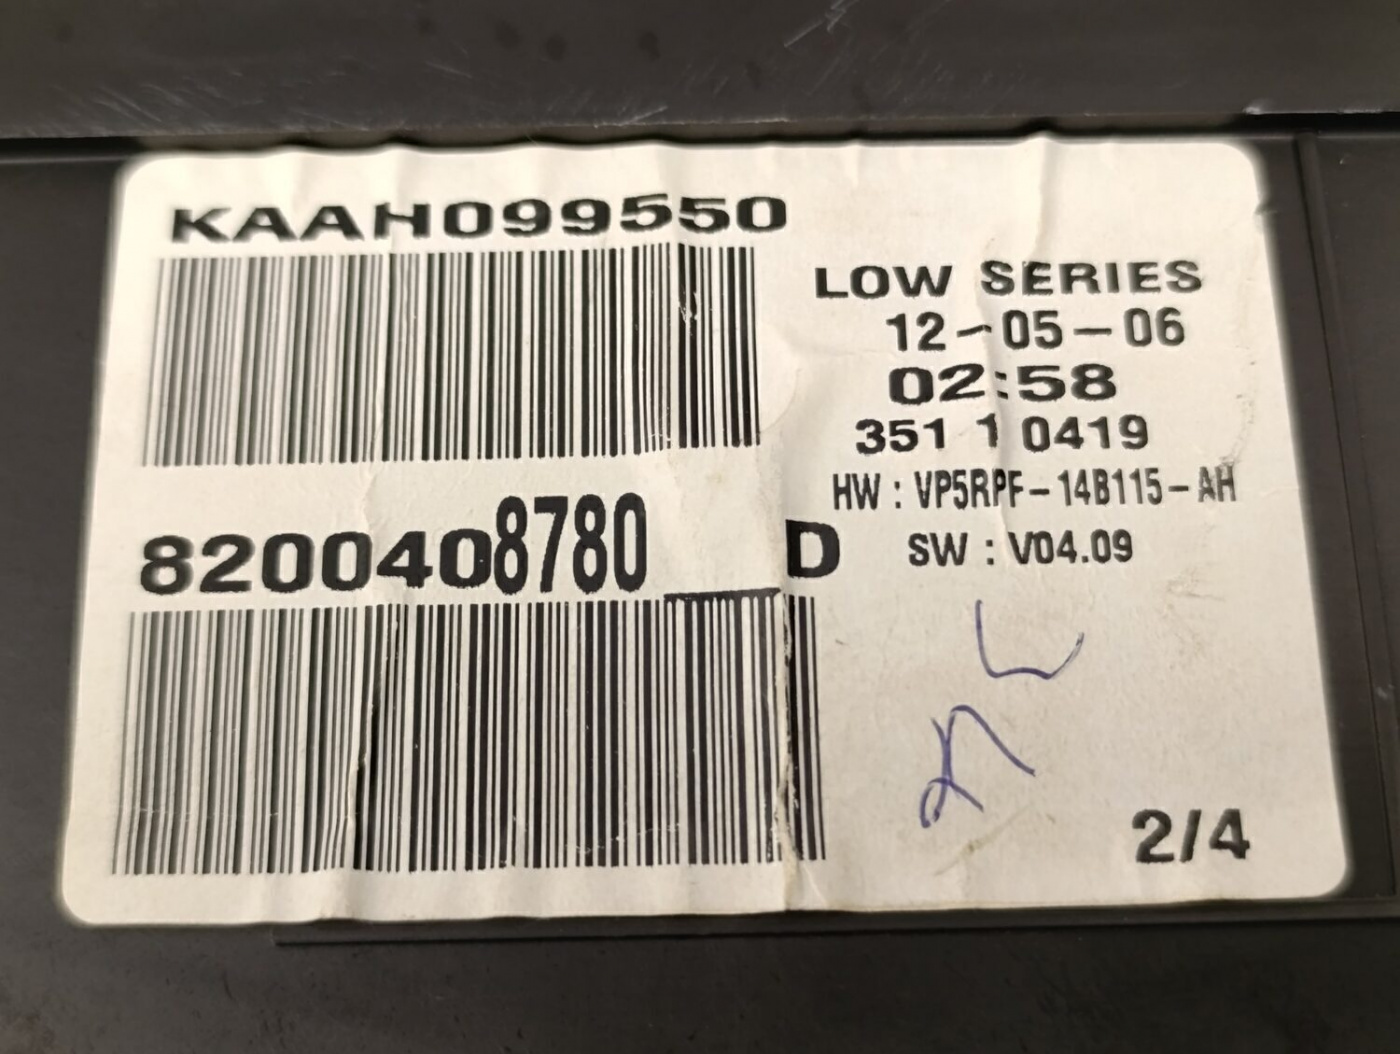 KAAH099550
LOW SERIES
12-05-06
02:58
351 1 0419
HW : VP5RPF-14B115-AH
SW : V04.09
8200408780 ___D
2/4